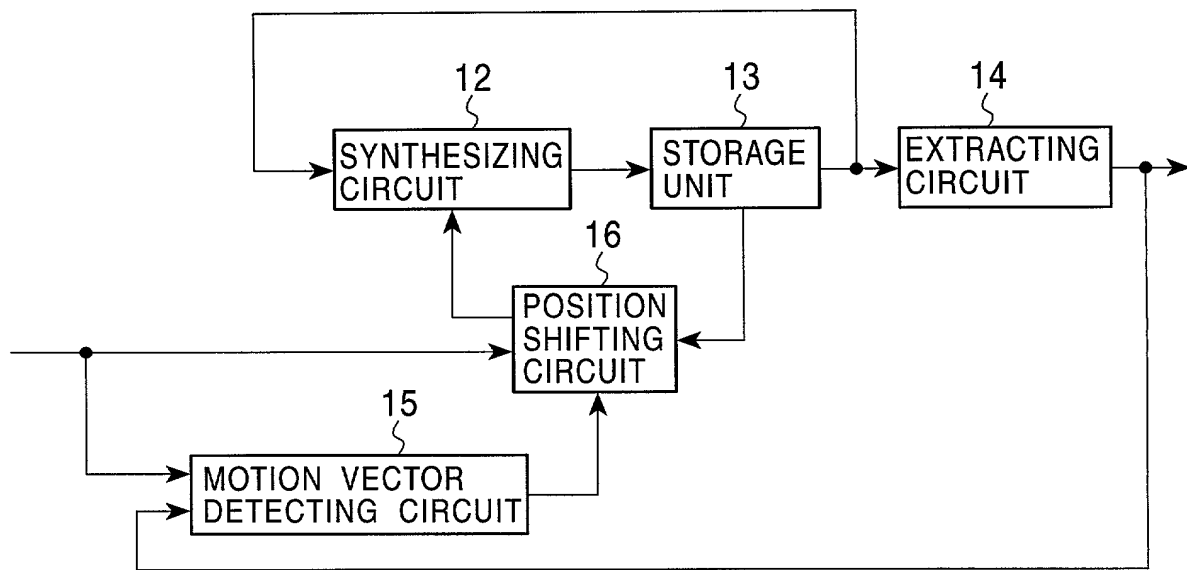 12
13
14
SYNTHESIZING
CIRCUIT
STORAGE
UNIT
EXTRACTING
CIRCUIT
16
POSITION
SHIFTING
CIRCUIT
15
MOTION VECTOR
DETECTING CIRCUIT